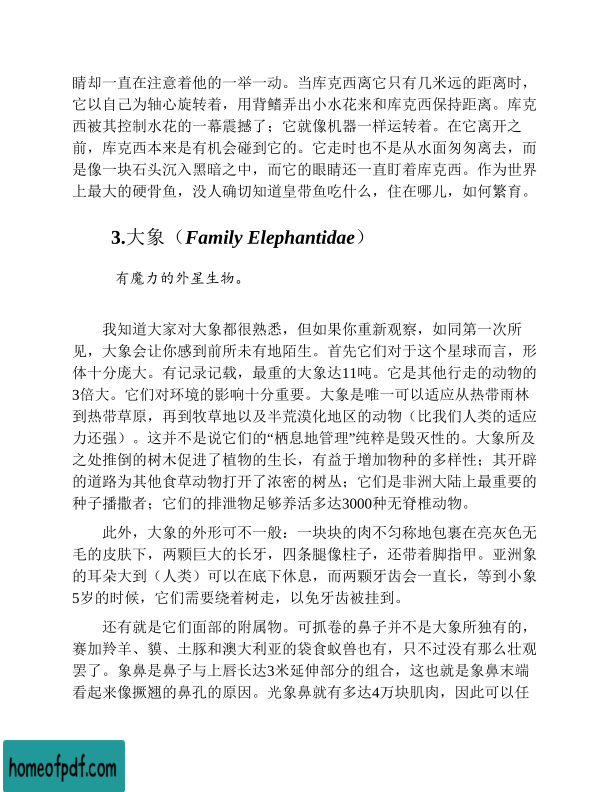 睛却一直在注意着他的一举一动。当库克西离它只有几米远的距离时，
它以自己为轴心旋转着，用背鳍弄出小水花来和库克西保持距离。库克
西被其控制水花的一幕震撼了；它就像机器一样运转着。在它离开之
前，库克西本来是有机会碰到它的。它走时也不是从水面匆匆离去，而
是像一块石头沉入黑暗之中，而它的眼睛还一直盯着库克西。作为世界
上最大的硬骨鱼，没人确切知道皇带鱼吃什么，住在哪儿，如何繁育。
3.大象（Family Elephantidae）
有魔力的外星生物。
我知道大家对大象都很熟悉，但如果你重新观察，如同第一次所
见，大象会让你感到前所未有地陌生。首先它们对于这个星球而言，形
体十分庞大。有记录记载，最重的大象达11吨。它是其他行走的动物的
3倍大。它们对环境的影响十分重要。大象是唯一可以适应从热带雨林
到热带草原，再到牧草地以及半荒漠化地区的动物（比我们人类的适应
力还强）。这并不是说它们的“栖息地管理”纯粹是毁灭性的。大象所及
之处推倒的树木促进了植物的生长，有益于增加物种的多样性；其开辟
的道路为其他食草动物打开了浓密的树丛；它们是非洲大陆上最重要的
种子播撒者；它们的排泄物足够养活多达3000种无脊椎动物。
此外，大象的外形可不一般：一块块的肉不匀称地包裹在亮灰色无
毛的皮肤下，两颗巨大的长牙，四条腿像柱子，还带着脚指甲。亚洲象
的耳朵大到（人类）可以在底下休息，而两颗牙齿会一直长，等到小象
5岁的时候，它们需要绕着树走，以免牙齿被挂到。
还有就是它们面部的附属物。可抓卷的鼻子并不是大象所独有的，
赛加羚羊、貘、土豚和澳大利亚的袋食蚁兽也有，只不过没有那么壮观
罢了。象鼻是鼻子与上唇长达3米延伸部分的组合，这也就是象鼻末端
看起来像撅翘的鼻孔的原因。光象鼻就有多达4万块肌肉，因此可以任
homeofpdf.com